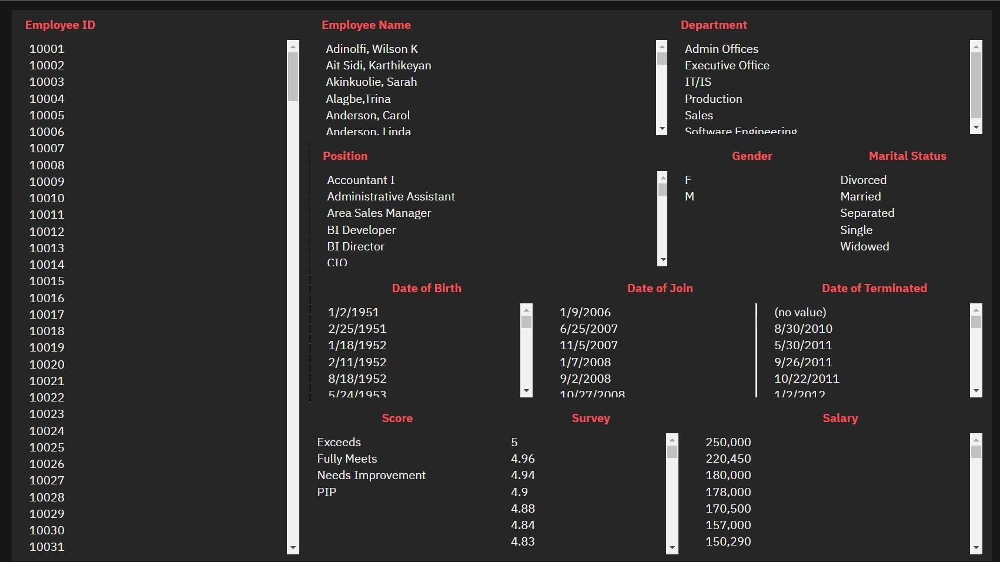 Employee ID
10001
10002
10003
10004
10005
10006
10007
10008
10009
10010
10011
10012
10013
10014
10015
10016
10017
10018
10019
10020
10021
10022
10023
10024
10025
10026
10027
10028
10029
10030
10031
Employee Name
Adinolfi, Wilson K
Ait Sidi, Karthikeyan
Akinkuolie, Sarah
Alagbe,Trina
Anderson, Carol
Anderson, Linda
Department
Admin Offices
Executive Office
IT/IS
Production
Sales
Software Engineering
Position
Accountant I
Administrative Assistant
Area Sales Manager
BI Developer
BI Director
CIO
Gender
F
M
Marital Status
Divorced
Married
Separated
Single
Widowed
Date of Birth
1/2/1951
2/25/1951
1/18/1952
2/11/1952
8/18/1952
5/24/1953
Date of Join
1/9/2006
6/25/2007
11/5/2007
1/7/2008
9/2/2008
10/27/2008
Date of Terminated
(no value)
8/30/2010
5/30/2011
9/26/2011
10/22/2011
1/2/2012
Score
Exceeds
Fully Meets
Needs Improvement
PIP
Survey
5
4.96
4.94
4.9
4.88
4.84
4.83
Salary
250,000
220,450
180,000
178,000
170,500
157,000
150,290